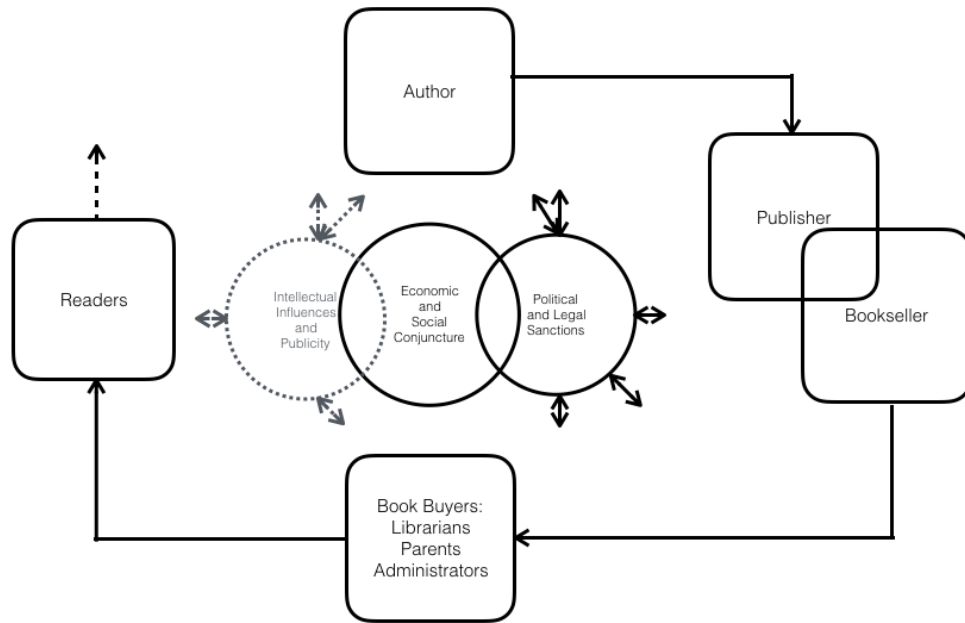 Author
Publisher
Bookseller
Readers
Intellectual
Influences
and
Publicity
Economic
and
Social
Conjuncture
Political
and Legal
Sanctions
Book Buyers:
Librarians
Parents
Administrators